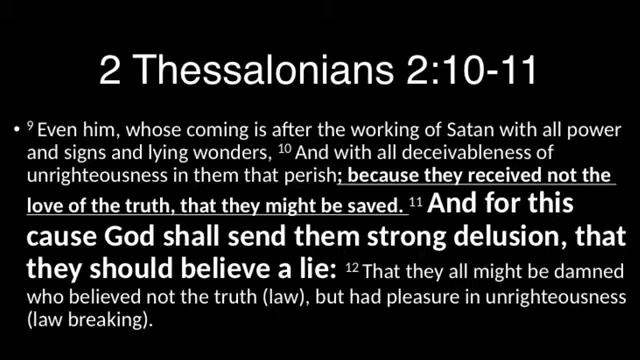 2 Thessalonians 2:10-11
• 9 Even him, whose coming is after the working of Satan with all power
and signs and lying wonders, 10 And with all deceivableness of
unrighteousness in them that perish; because they received not the
love of the truth, that they might be saved. 11 And for this
cause God shall send them strong delusion, that
they should believe a lie: 12 That they all might be damned
who believed not the truth (law), but had pleasure in unrighteousness
(law breaking).